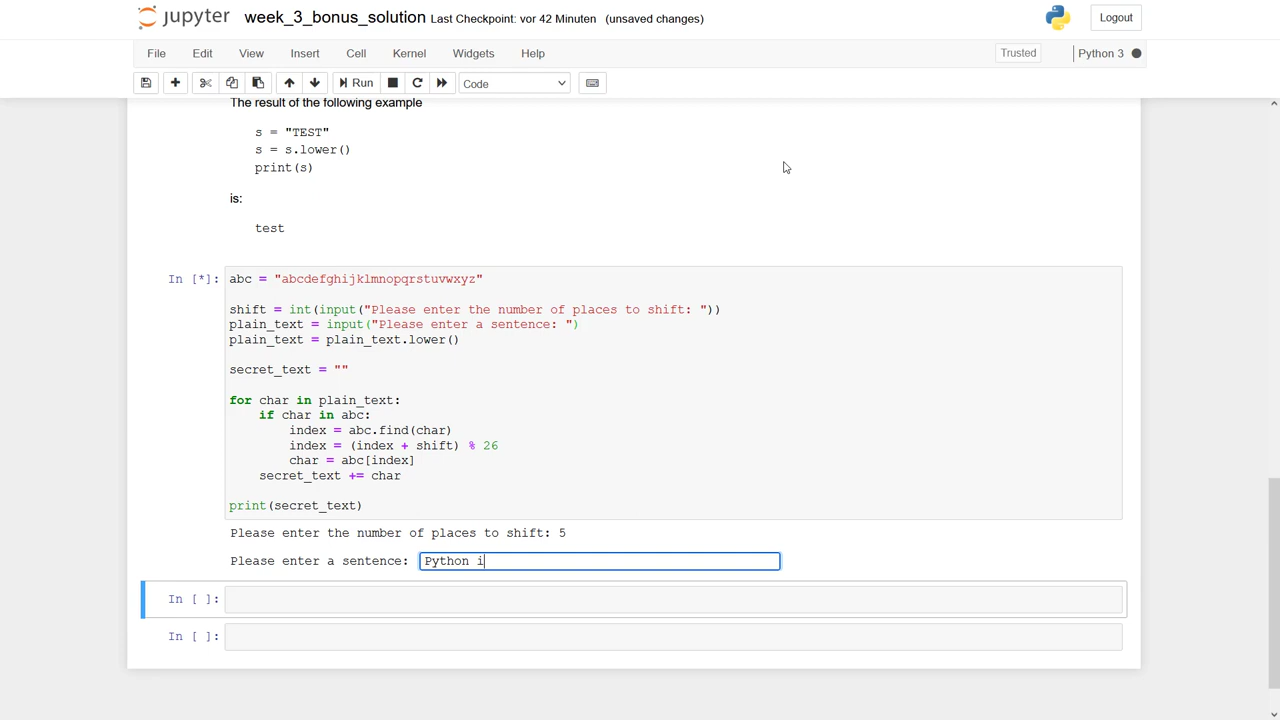 jupyter week_3_bonus_solution Last Checkpoint: vor 42 Minuten (unsaved changes) Logout
File Edit View Insert Cell Kernel Widgets Help Trusted Python 3
Run Code
The result of the following example
s = "TEST"
s = s.lower()
print(s)
is:
test
In [*]: abc = "abcdefghijklmnopqrstuvwxyz"
shift = int(input("Please enter the number of places to shift: "))
plain_text = input("Please enter a sentence: ")
plain_text = plain_text.lower()
secret_text = ""
for char in plain_text:
if char in abc:
index = abc.find(char)
index = (index + shift) % 26
char = abc[index]
secret_text += char
print(secret_text)
Please enter the number of places to shift: 5
Please enter a sentence: Python i
In [ ]:
In [ ]: